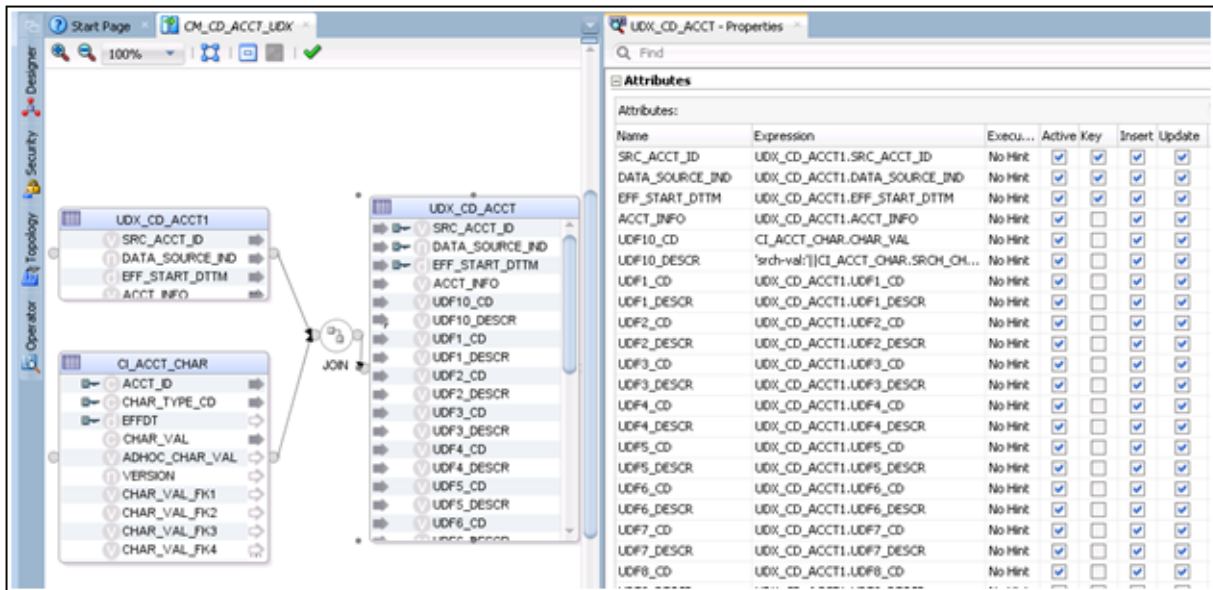 Start Page
CM_CD_ACCT_UDX
100%
Designer
Security
Topology
Operator
UDX_CD_ACCT1
SRC_ACCT_ID
DATA_SOURCE_IND
EFF_START_DTTM
ACCT_INFO
CI_ACCT_CHAR
ACCT_ID
CHAR_TYPE_CD
EFFDT
CHAR_VAL
ADHOC_CHAR_VAL
VERSION
CHAR_VAL_FK1
CHAR_VAL_FK2
CHAR_VAL_FK3
CHAR_VAL_FK4
JOIN
UDX_CD_ACCT
SRC_ACCT_ID
DATA_SOURCE_IND
EFF_START_DTTM
ACCT_INFO
UDF10_CD
UDF10_DESCR
UDF1_CD
UDF1_DESCR
UDF2_CD
UDF2_DESCR
UDF3_CD
UDF3_DESCR
UDF4_CD
UDF4_DESCR
UDF5_CD
UDF5_DESCR
UDF6_CD
UDX_CD_ACCT - Properties
Find
Attributes
Attributes:
Name Expression Execu... Active Key Insert Update
SRC_ACCT_ID UDX_CD_ACCT1.SRC_ACCT_ID No Hint
DATA_SOURCE_IND UDX_CD_ACCT1.DATA_SOURCE_IND No Hint
EFF_START_DTTM UDX_CD_ACCT1.EFF_START_DTTM No Hint
ACCT_INFO UDX_CD_ACCT1.ACCT_INFO No Hint
UDF10_CD CI_ACCT_CHAR.CHAR_VAL No Hint
UDF10_DESCR 'srch-val:'||CI_ACCT_CHAR.SRCH_CH... No Hint
UDF1_CD UDX_CD_ACCT1.UDF1_CD No Hint
UDF1_DESCR UDX_CD_ACCT1.UDF1_DESCR No Hint
UDF2_CD UDX_CD_ACCT1.UDF2_CD No Hint
UDF2_DESCR UDX_CD_ACCT1.UDF2_DESCR No Hint
UDF3_CD UDX_CD_ACCT1.UDF3_CD No Hint
UDF3_DESCR UDX_CD_ACCT1.UDF3_DESCR No Hint
UDF4_CD UDX_CD_ACCT1.UDF4_CD No Hint
UDF4_DESCR UDX_CD_ACCT1.UDF4_DESCR No Hint
UDF5_CD UDX_CD_ACCT1.UDF5_CD No Hint
UDF5_DESCR UDX_CD_ACCT1.UDF5_DESCR No Hint
UDF6_CD UDX_CD_ACCT1.UDF6_CD No Hint
UDF6_DESCR UDX_CD_ACCT1.UDF6_DESCR No Hint
UDF7_CD UDX_CD_ACCT1.UDF7_CD No Hint
UDF7_DESCR UDX_CD_ACCT1.UDF7_DESCR No Hint
UDF8_CD UDX_CD_ACCT1.UDF8_CD No Hint